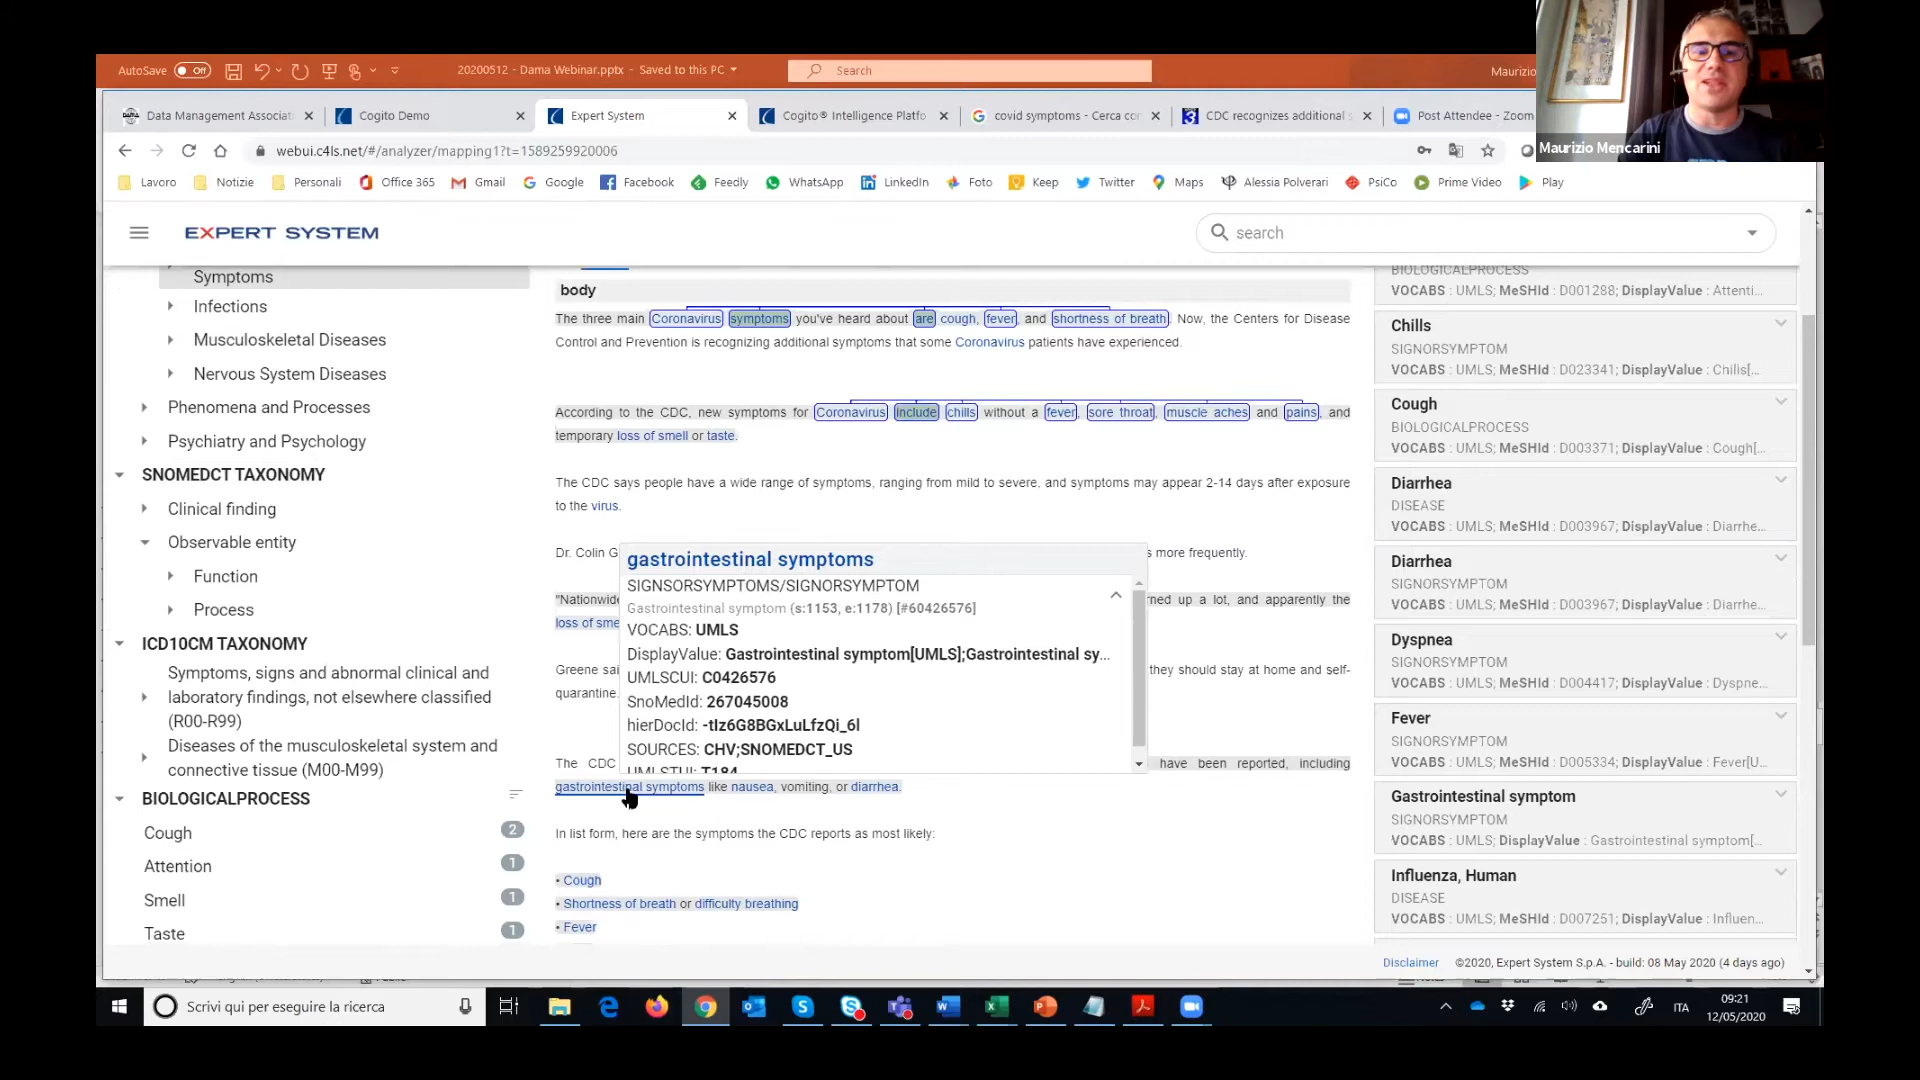 AutoSave Off 20200512 - Dama Webinar.pptx - Saved to this PC Search Maurizio
Maurizio Mencarini
Data Management Associat Cogito Demo Expert System Cogito® Intelligence Platfo covid symptoms - Cerca con CDC recognizes additional s Post Attendee - Zoom
webui.c4ls.net/#/analyzer/mapping1?t=1589259920006
Lavoro Notizie Personali Office 365 Gmail Google Facebook Feedly WhatsApp LinkedIn Foto Keep Twitter Maps Alessia Polverari PsiCo Prime Video Play
EXPERT SYSTEM search
Symptoms
Infections
Musculoskeletal Diseases
Nervous System Diseases
Phenomena and Processes
Psychiatry and Psychology
SNOMEDCT TAXONOMY
Clinical finding
Observable entity
Function
Process
ICD10CM TAXONOMY
Symptoms, signs and abnormal clinical and
laboratory findings, not elsewhere classified
(R00-R99)
Diseases of the musculoskeletal system and
connective tissue (M00-M99)
BIOLOGICALPROCESS
Cough 2
Attention 1
Smell 1
Taste 1
body
The three main Coronavirus symptoms you've heard about are cough, fever, and shortness of breath. Now, the Centers for Disease
Control and Prevention is recognizing additional symptoms that some Coronavirus patients have experienced.
According to the CDC, new symptoms for Coronavirus include chills without a fever, sore throat, muscle aches and pains, and
temporary loss of smell or taste.
The CDC says people have a wide range of symptoms, ranging from mild to severe, and symptoms may appear 2-14 days after exposure
to the virus.
Dr. Colin G s more frequently.
"Nationwide rned up a lot, and apparently the
loss of sme
Greene sai they should stay at home and self-
quarantine.
The CDC have been reported, including
gastrointestinal symptoms like nausea, vomiting, or diarrhea.
In list form, here are the symptoms the CDC reports as most likely:
• Cough
• Shortness of breath or difficulty breathing
• Fever
gastrointestinal symptoms
SIGNSORSYMPTOMS/SIGNORSYMPTOM
Gastrointestinal symptom (s:1153, e:1178) [#60426576]
VOCABS: UMLS
DisplayValue: Gastrointestinal symptom[UMLS];Gastrointestinal sy...
UMLSCUI: C0426576
SnoMedId: 267045008
hierDocId: -tIz6G8BGxLuLfzQi_6l
SOURCES: CHV;SNOMEDCT_US
UMLSTUI: T184
BIOLOGICALPROCESS
VOCABS : UMLS; MeSHId : D001288; DisplayValue : Attenti...
Chills
SIGNORSYMPTOM
VOCABS : UMLS; MeSHId : D023341; DisplayValue : Chills[...
Cough
BIOLOGICALPROCESS
VOCABS : UMLS; MeSHId : D003371; DisplayValue : Cough[...
Diarrhea
DISEASE
VOCABS : UMLS; MeSHId : D003967; DisplayValue : Diarrhe...
Diarrhea
SIGNORSYMPTOM
VOCABS : UMLS; MeSHId : D003967; DisplayValue : Diarrhe...
Dyspnea
SIGNORSYMPTOM
VOCABS : UMLS; MeSHId : D004417; DisplayValue : Dyspne...
Fever
SIGNORSYMPTOM
VOCABS : UMLS; MeSHId : D005334; DisplayValue : Fever[U...
Gastrointestinal symptom
SIGNORSYMPTOM
VOCABS : UMLS; DisplayValue : Gastrointestinal symptom[...
Influenza, Human
DISEASE
VOCABS : UMLS; MeSHId : D007251; DisplayValue : Influen...
Disclaimer ©2020, Expert System S.p.A. - build: 08 May 2020 (4 days ago)
Scrivi qui per eseguire la ricerca
ITA 09:21
12/05/2020